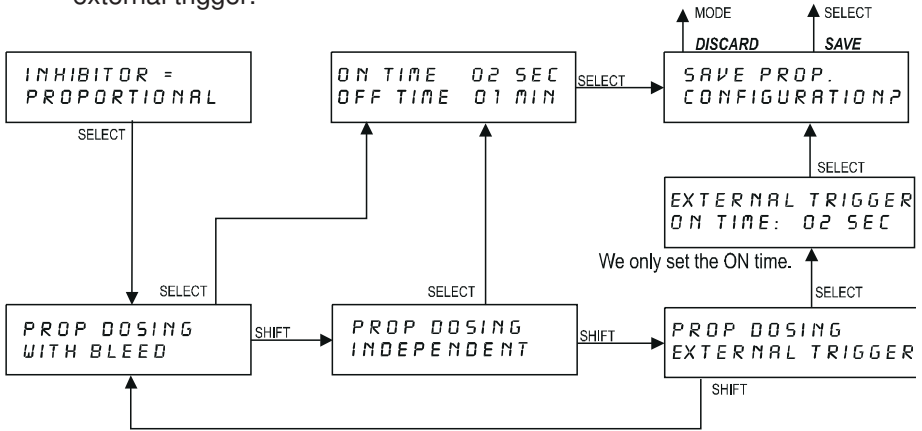 external trigger.
MODE
SELECT
DISCARD
SAVE
INHIBITOR =
PROPORTIONAL
ON TIME 02 SEC
OFF TIME 01 MIN
SELECT
SAVE PROP.
CONFIGURATION?
SELECT
SELECT
EXTERNAL TRIGGER
ON TIME: 02 SEC
We only set the ON time.
SELECT
SELECT
SELECT
PROP DOSING
WITH BLEED
SHIFT
PROP DOSING
INDEPENDENT
SHIFT
PROP DOSING
EXTERNAL TRIGGER
SHIFT